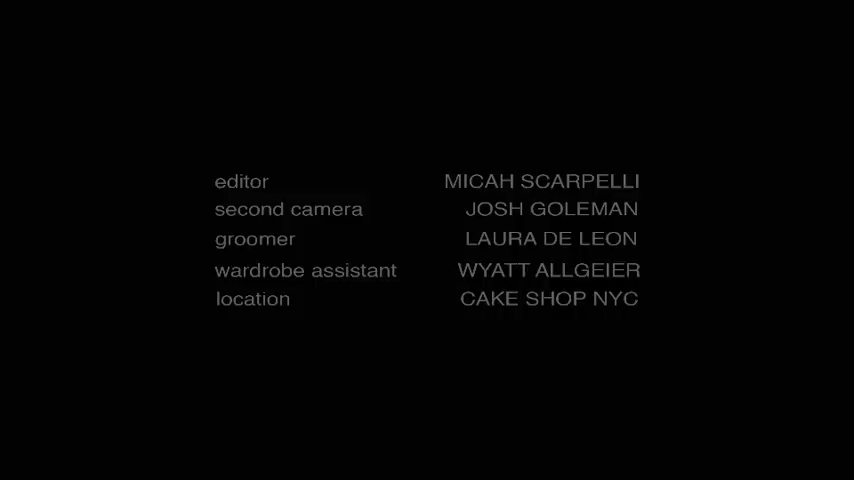 editor MICAH SCARPELLI
second camera JOSH GOLEMAN
groomer LAURA DE LEON
wardrobe assistant WYATT ALLGEIER
location CAKE SHOP NYC